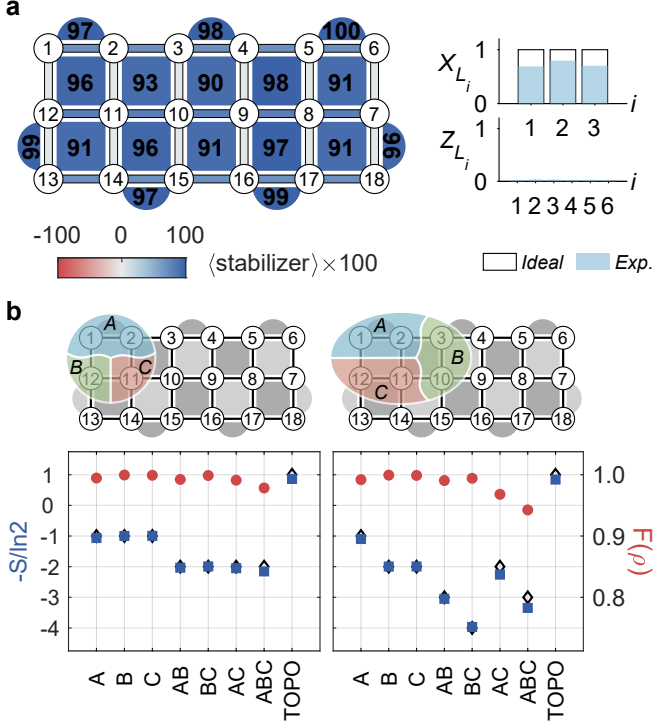 a
97 98 100
1 2 3 4 5 6
96 93 90 98 91
12 11 10 9 8 7
99 91 96 91 97 91 96
13 14 15 16 17 18
97 99
-100 0 100
⟨stabilizer⟩×100
1
X_{L_i}
0
1 2 3
i
1
Z_{L_i}
0
1 2 3 4 5 6
i
Ideal Exp.
b
A
1 2 3 4 5 6
B C
12 11 10 9 8 7
13 14 15 16 17 18
A
1 2 3 4 5 6
B
12 11 10 9 8 7
C
13 14 15 16 17 18
1
0
-1
-2
-3
-4
-S/ln2
A B C AB BC AC ABC TOPO
A B C AB BC AC ABC TOPO
1.0
0.9
0.8
F(ρ)